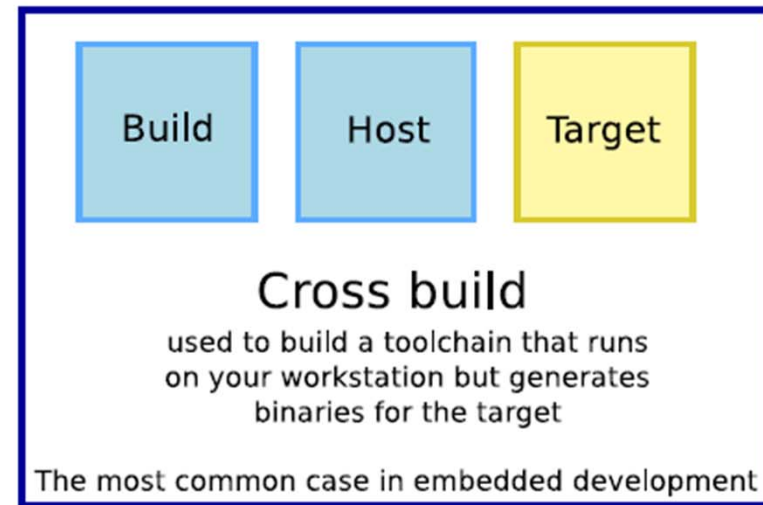 Build Host Target
Cross build
used to build a toolchain that runs
on your workstation but generates
binaries for the target
The most common case in embedded development